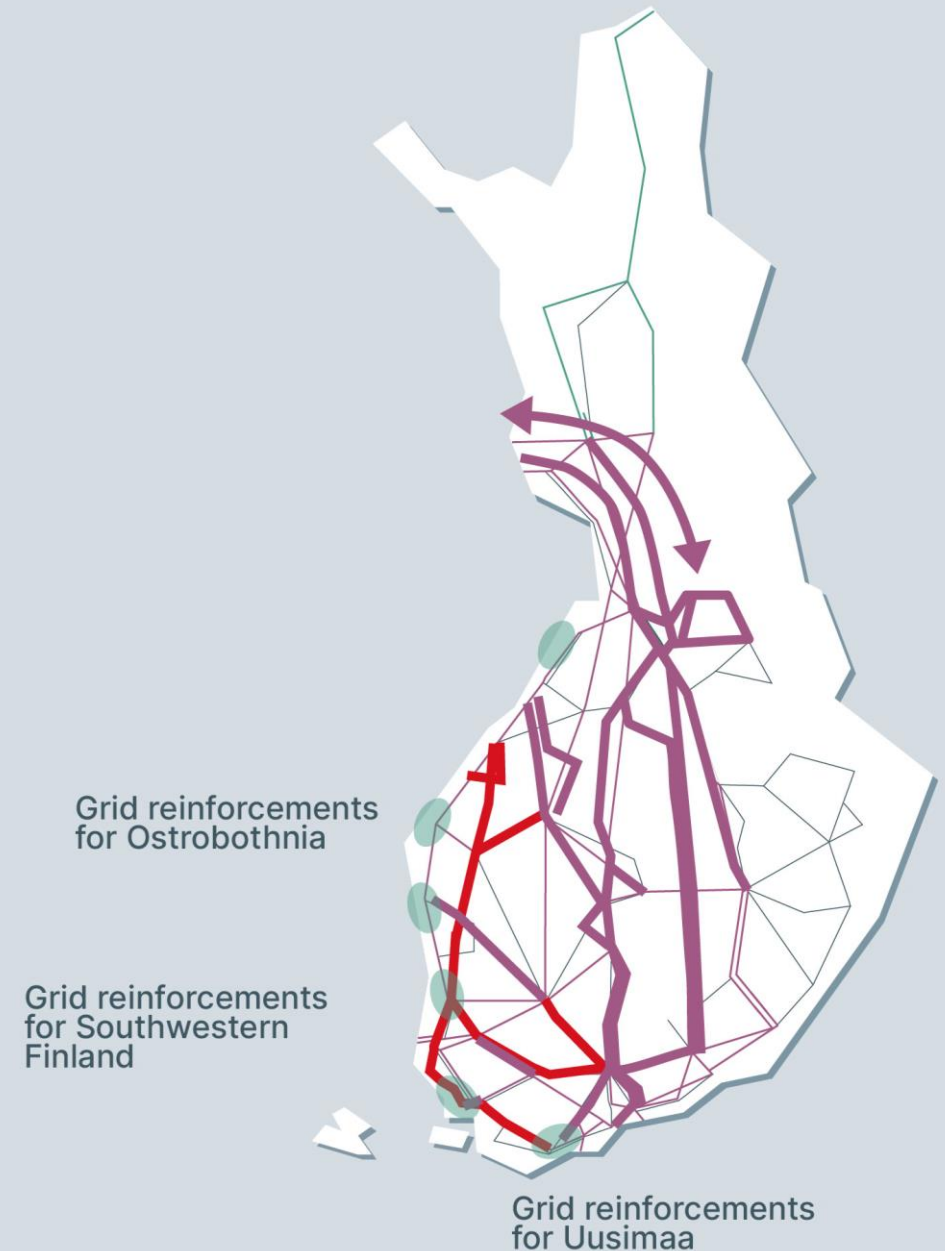 Grid reinforcements
for Ostrobothnia
Grid reinforcements
for Southwestern
Finland
Grid reinforcements
for Uusimaa